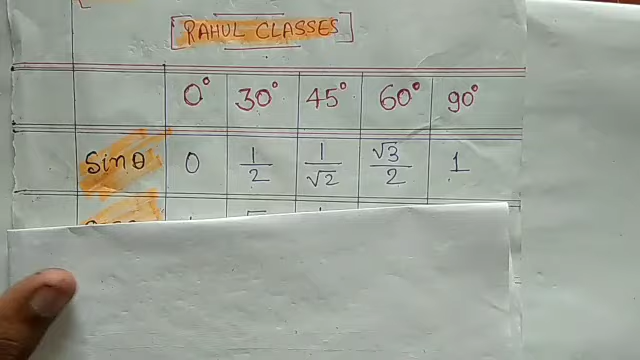 [RAHUL CLASSES]
0° 30° 45° 60° 90°
Sinθ 0 1/2 1/√2 √3/2 1